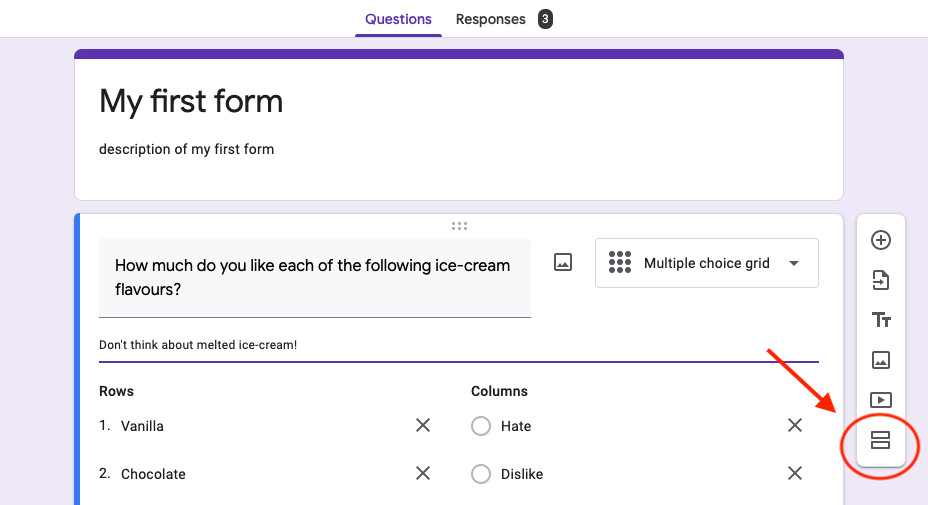 Questions Responses 3
My first form
description of my first form
How much do you like each of the following ice-cream
flavours?
Multiple choice grid
Don't think about melted ice-cream!
Rows Columns
1. Vanilla Hate
2. Chocolate Dislike